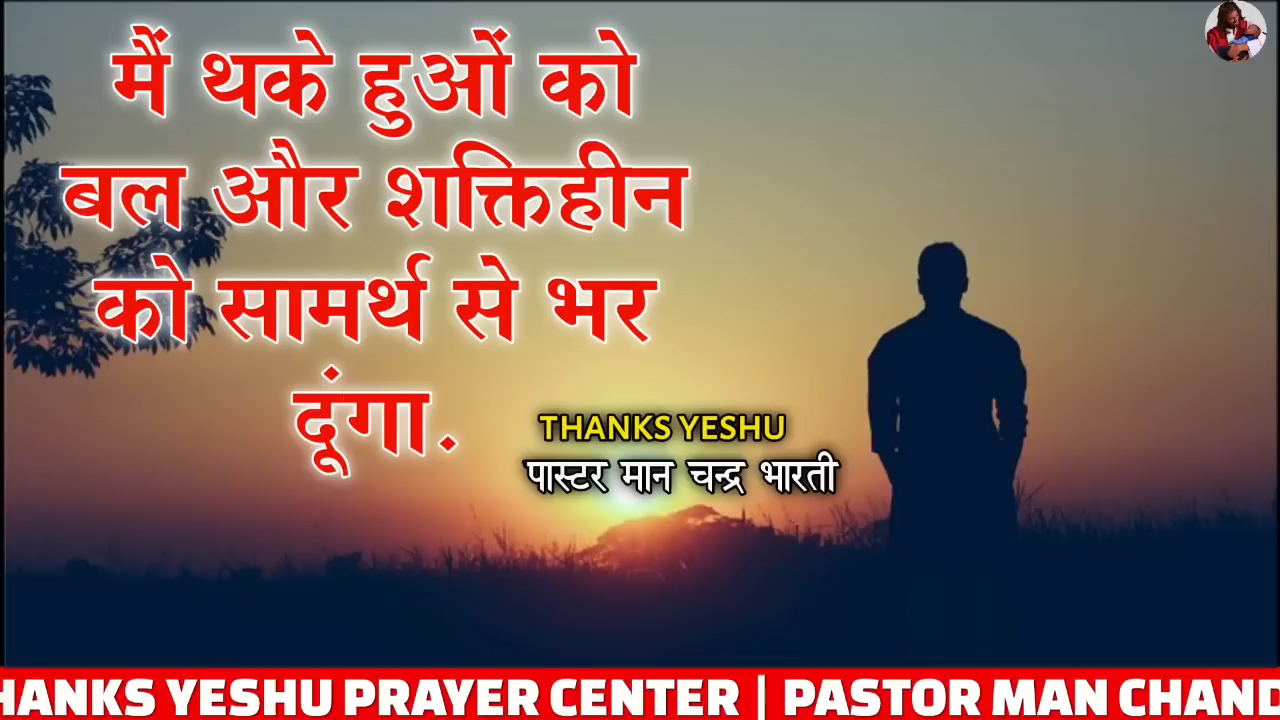 मैं थके हुओं को
बल और शक्तिहीन
को सामर्थ से भर
दूंगा.
THANKS YESHU
पास्टर मान चन्द्र भारती
HANKS YESHU PRAYER CENTER | PASTOR MAN CHAND